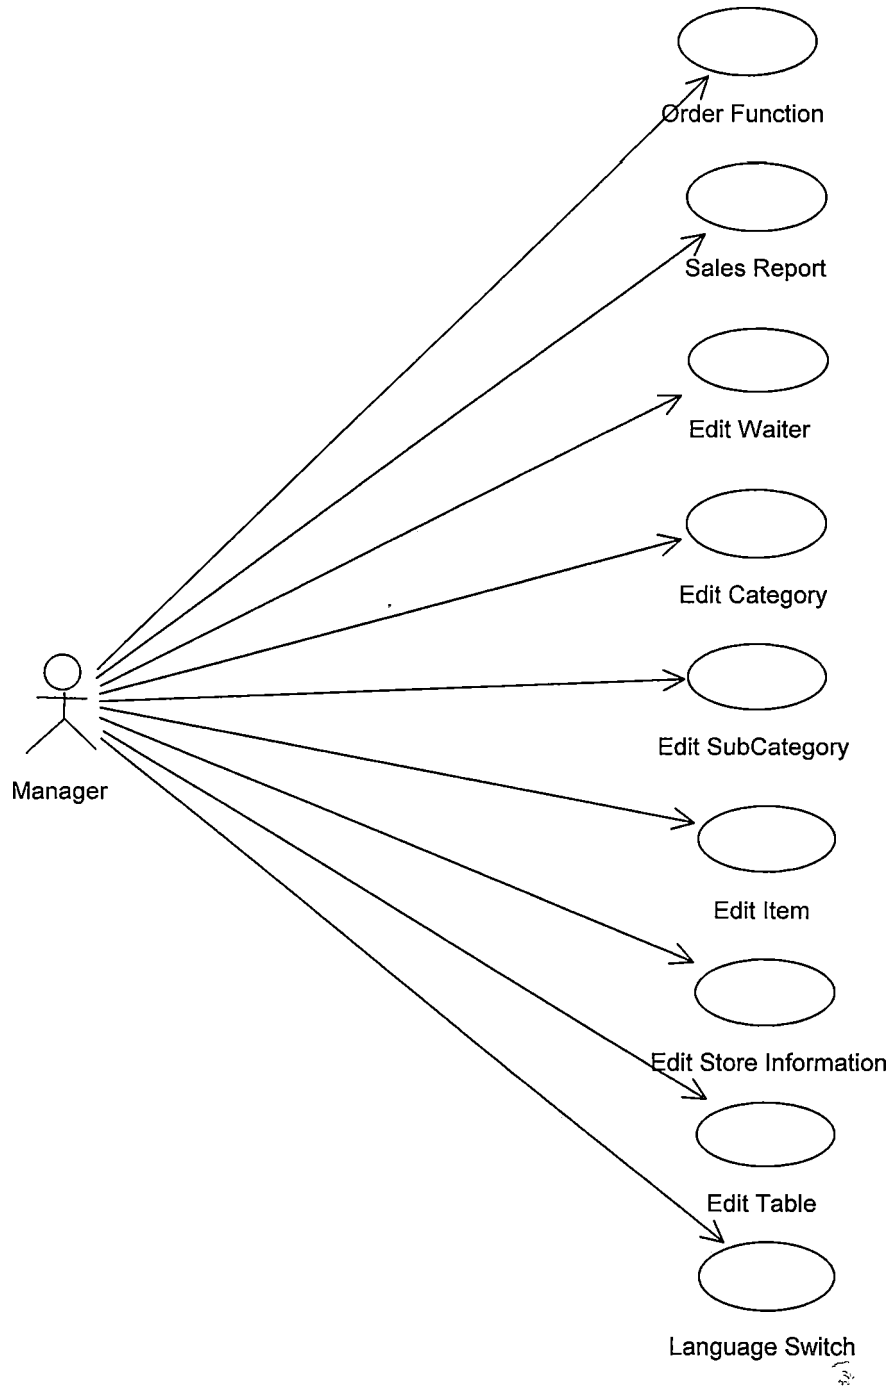 Order Function
Sales Report
Edit Waiter
Edit Category
Edit SubCategory
Manager
Edit Item
Edit Store Information
Edit Table
Language Switch